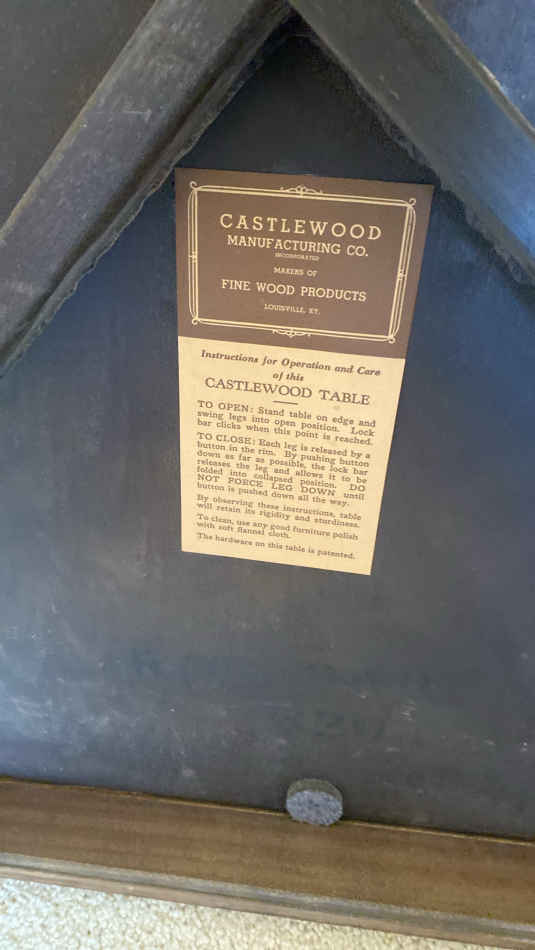 CASTLEWOOD
MANUFACTURING CO.
INCORPORATED
MAKERS OF
FINE WOOD PRODUCTS
LOUISVILLE, KY.
Instructions for Operation and Care
of this
CASTLEWOOD TABLE
TO OPEN: Stand table on edge and
swing legs into open position. Lock
bar clicks when this point is reached.
TO CLOSE: Each leg is released by a
button in the rim. By pushing button
down as far as possible, the lock bar
releases the leg and allows it to be
folded into collapsed position. DO
NOT FORCE LEG DOWN until
button is pushed down all the way.
By observing these instructions, table
will retain its rigidity and sturdiness.
To clean, use any good furniture polish
with soft flannel cloth.
The hardware on this table is patented.